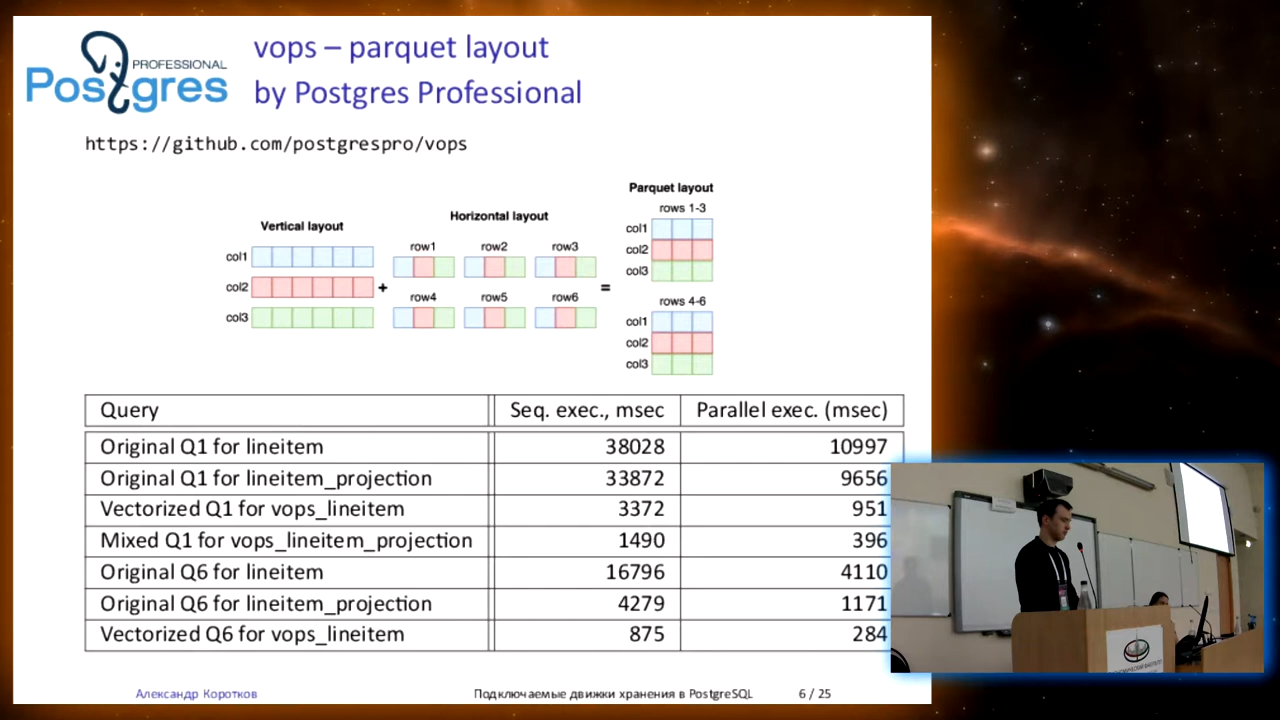 PROFESSIONAL
Postgres
vops – parquet layout
by Postgres Professional
https://github.com/postgrespro/vops
Vertical layout
col1
col2
col3
+
Horizontal layout
row1 row2 row3
row4 row5 row6
=
Parquet layout
rows 1-3
col1
col2
col3
rows 4-6
col1
col2
col3
Query Seq. exec., msec Parallel exec. (msec)
Original Q1 for lineitem 38028 10997
Original Q1 for lineitem_projection 33872 9656
Vectorized Q1 for vops_lineitem 3372 951
Mixed Q1 for vops_lineitem_projection 1490 396
Original Q6 for lineitem 16796 4110
Original Q6 for lineitem_projection 4279 1171
Vectorized Q6 for vops_lineitem 875 284
Александр Коротков Подключаемые движки хранения в PostgreSQL 6 / 25